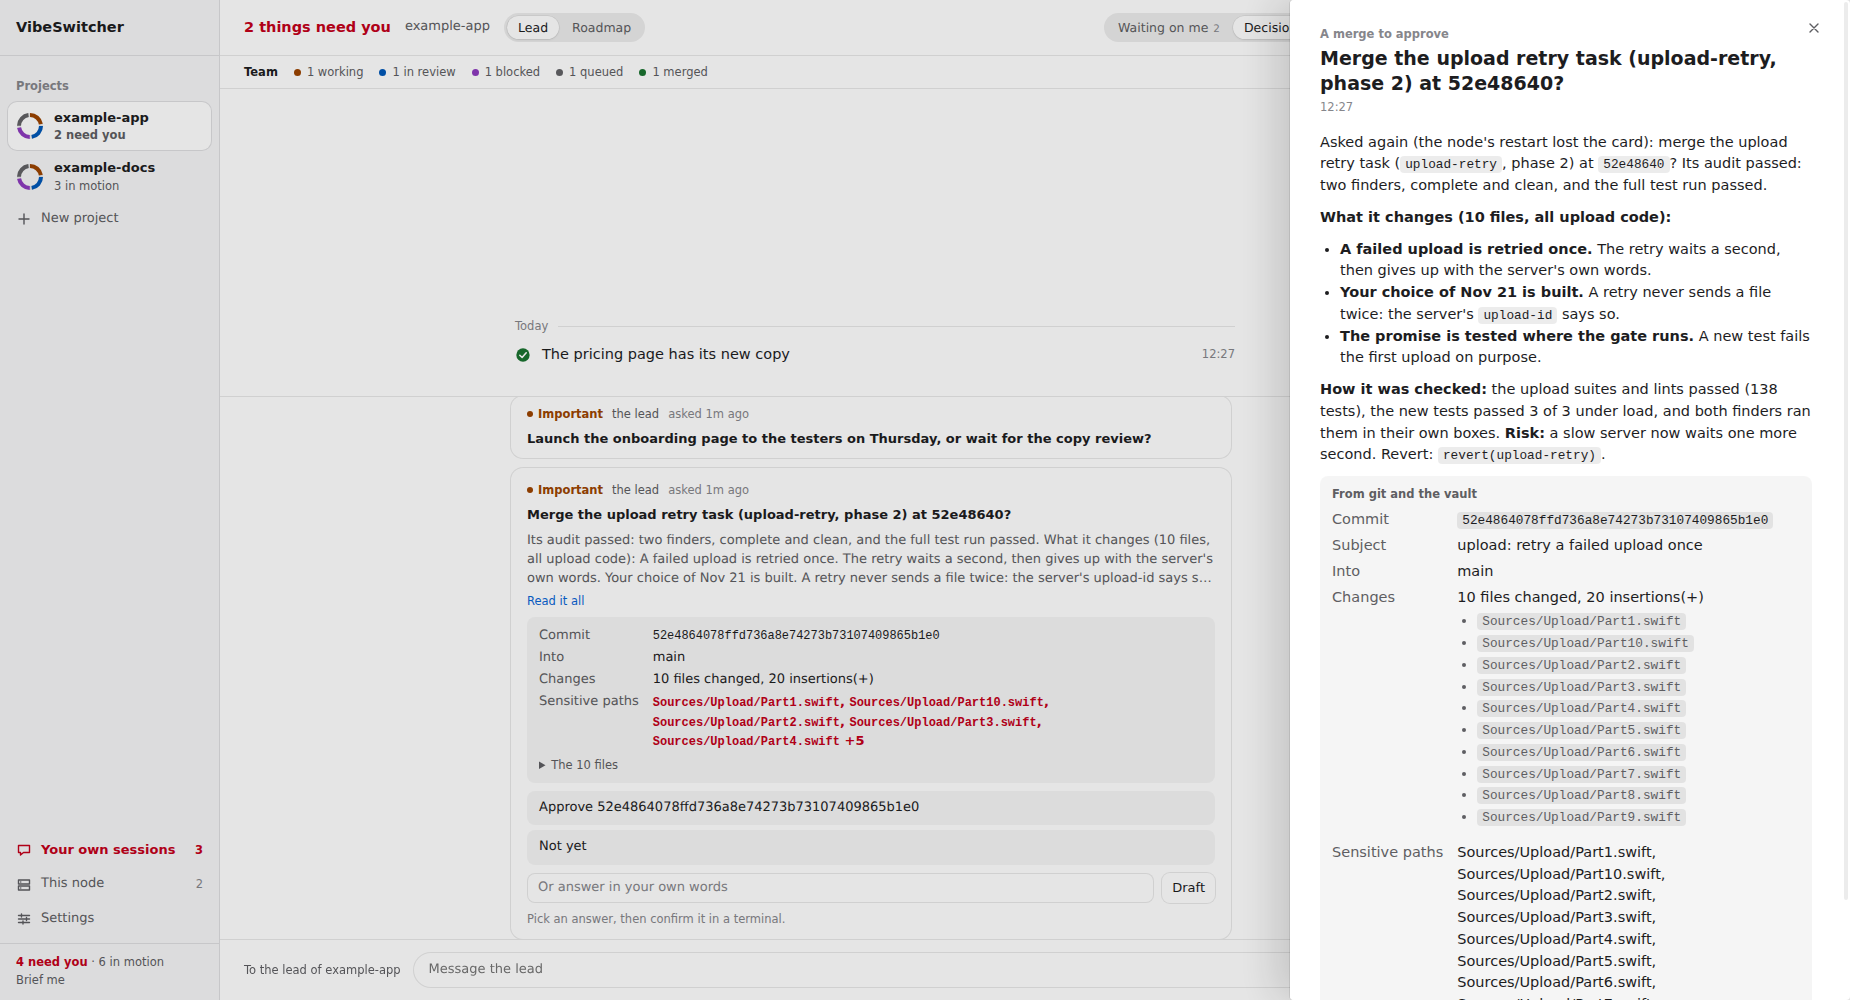 VibeSwitcher
Projects
example-app
2 need you
example-docs
3 in motion
New project
Your own sessions 3
This node 2
Settings
4 need you · 6 in motion
Brief me
2 things need you example-app Lead Roadmap Waiting on me 2
Team 1 working 1 in review 1 blocked 1 queued 1 merged
Today
The pricing page has its new copy 12:27
Important the lead asked 1m ago
Launch the onboarding page to the testers on Thursday, or wait for the copy review?
Important the lead asked 1m ago
Merge the upload retry task (upload-retry, phase 2) at 52e48640?
Its audit passed: two finders, complete and clean, and the full test run passed. What it changes (10 files,
all upload code): A failed upload is retried once. The retry waits a second, then gives up with the server's
own words. Your choice of Nov 21 is built. A retry never sends a file twice: the server's upload-id says s…
Read it all
Commit 52e4864078ffd736a8e74273b73107409865b1e0
Into main
Changes 10 files changed, 20 insertions(+)
Sensitive paths Sources/Upload/Part1.swift, Sources/Upload/Part10.swift,
Sources/Upload/Part2.swift, Sources/Upload/Part3.swift,
Sources/Upload/Part4.swift +5
The 10 files
Approve 52e4864078ffd736a8e74273b73107409865b1e0
Not yet
Or answer in your own words Draft
Pick an answer, then confirm it in a terminal.
To the lead of example-app Message the lead
A merge to approve
Merge the upload retry task (upload-retry,
phase 2) at 52e48640?
12:27
Asked again (the node's restart lost the card): merge the upload
retry task (upload-retry, phase 2) at 52e48640? Its audit passed:
two finders, complete and clean, and the full test run passed.
What it changes (10 files, all upload code):
• A failed upload is retried once. The retry waits a second,
then gives up with the server's own words.
• Your choice of Nov 21 is built. A retry never sends a file
twice: the server's upload-id says so.
• The promise is tested where the gate runs. A new test fails
the first upload on purpose.
How it was checked: the upload suites and lints passed (138
tests), the new tests passed 3 of 3 under load, and both finders ran
them in their own boxes. Risk: a slow server now waits one more
second. Revert: revert(upload-retry).
From git and the vault
Commit 52e4864078ffd736a8e74273b73107409865b1e0
Subject upload: retry a failed upload once
Into main
Changes 10 files changed, 20 insertions(+)
• Sources/Upload/Part1.swift
• Sources/Upload/Part10.swift
• Sources/Upload/Part2.swift
• Sources/Upload/Part3.swift
• Sources/Upload/Part4.swift
• Sources/Upload/Part5.swift
• Sources/Upload/Part6.swift
• Sources/Upload/Part7.swift
• Sources/Upload/Part8.swift
• Sources/Upload/Part9.swift
Sensitive paths Sources/Upload/Part1.swift,
Sources/Upload/Part10.swift,
Sources/Upload/Part2.swift,
Sources/Upload/Part3.swift,
Sources/Upload/Part4.swift,
Sources/Upload/Part5.swift,
Sources/Upload/Part6.swift,